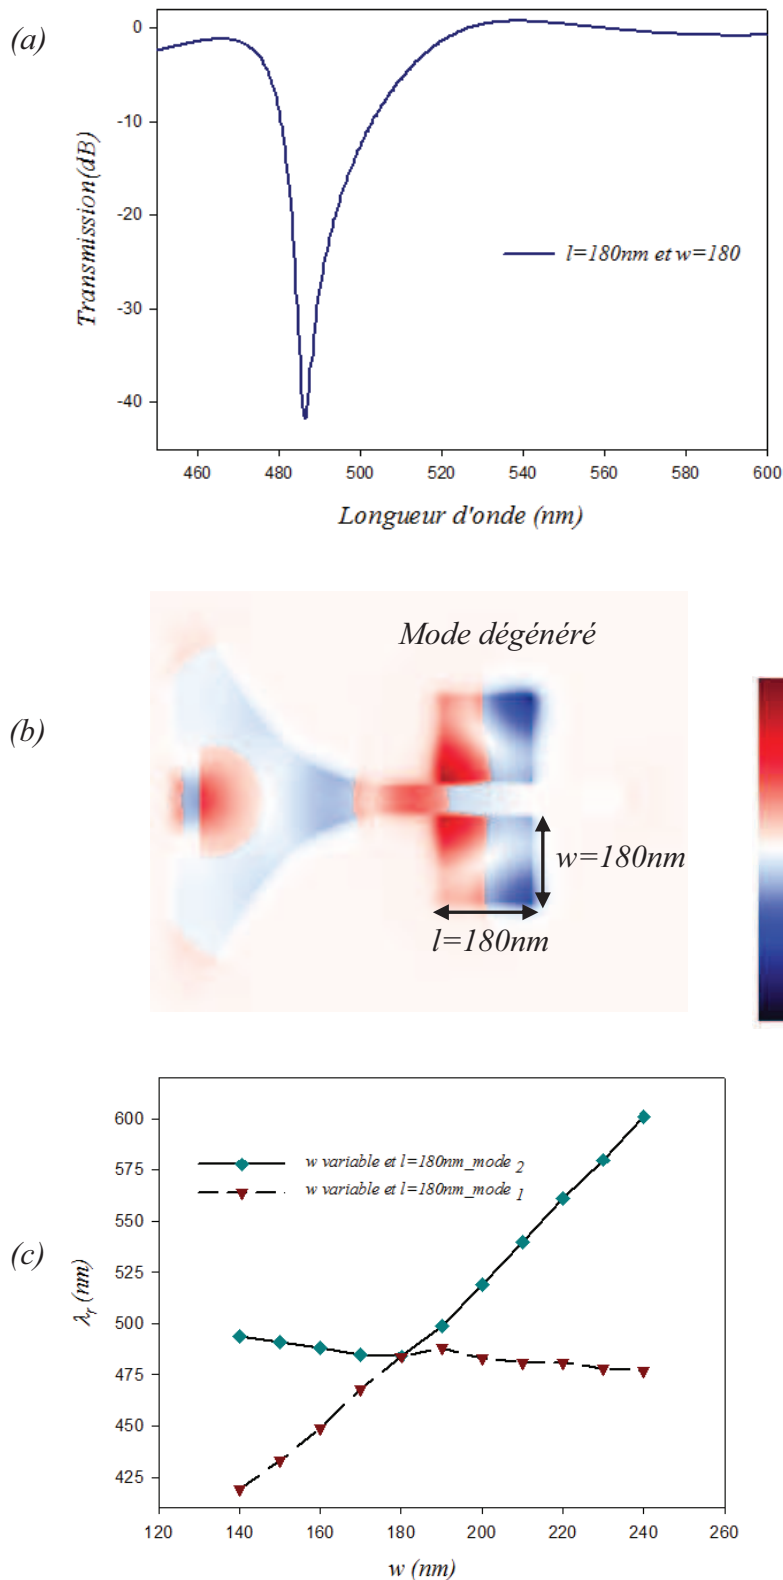 (a)
0
-10
-20
-30
-40
Transmission(dB)
l=180nm et w=180
460 480 500 520 540 560 580 600
Longueur d'onde (nm)
(b)
Mode dégénéré
w=180nm
l=180nm
(c)
600
575
550
525
500
475
450
425
λr (nm)
w variable et l=180nm_mode 2
w variable et l=180nm_mode 1
120 140 160 180 200 220 240 260
w (nm)